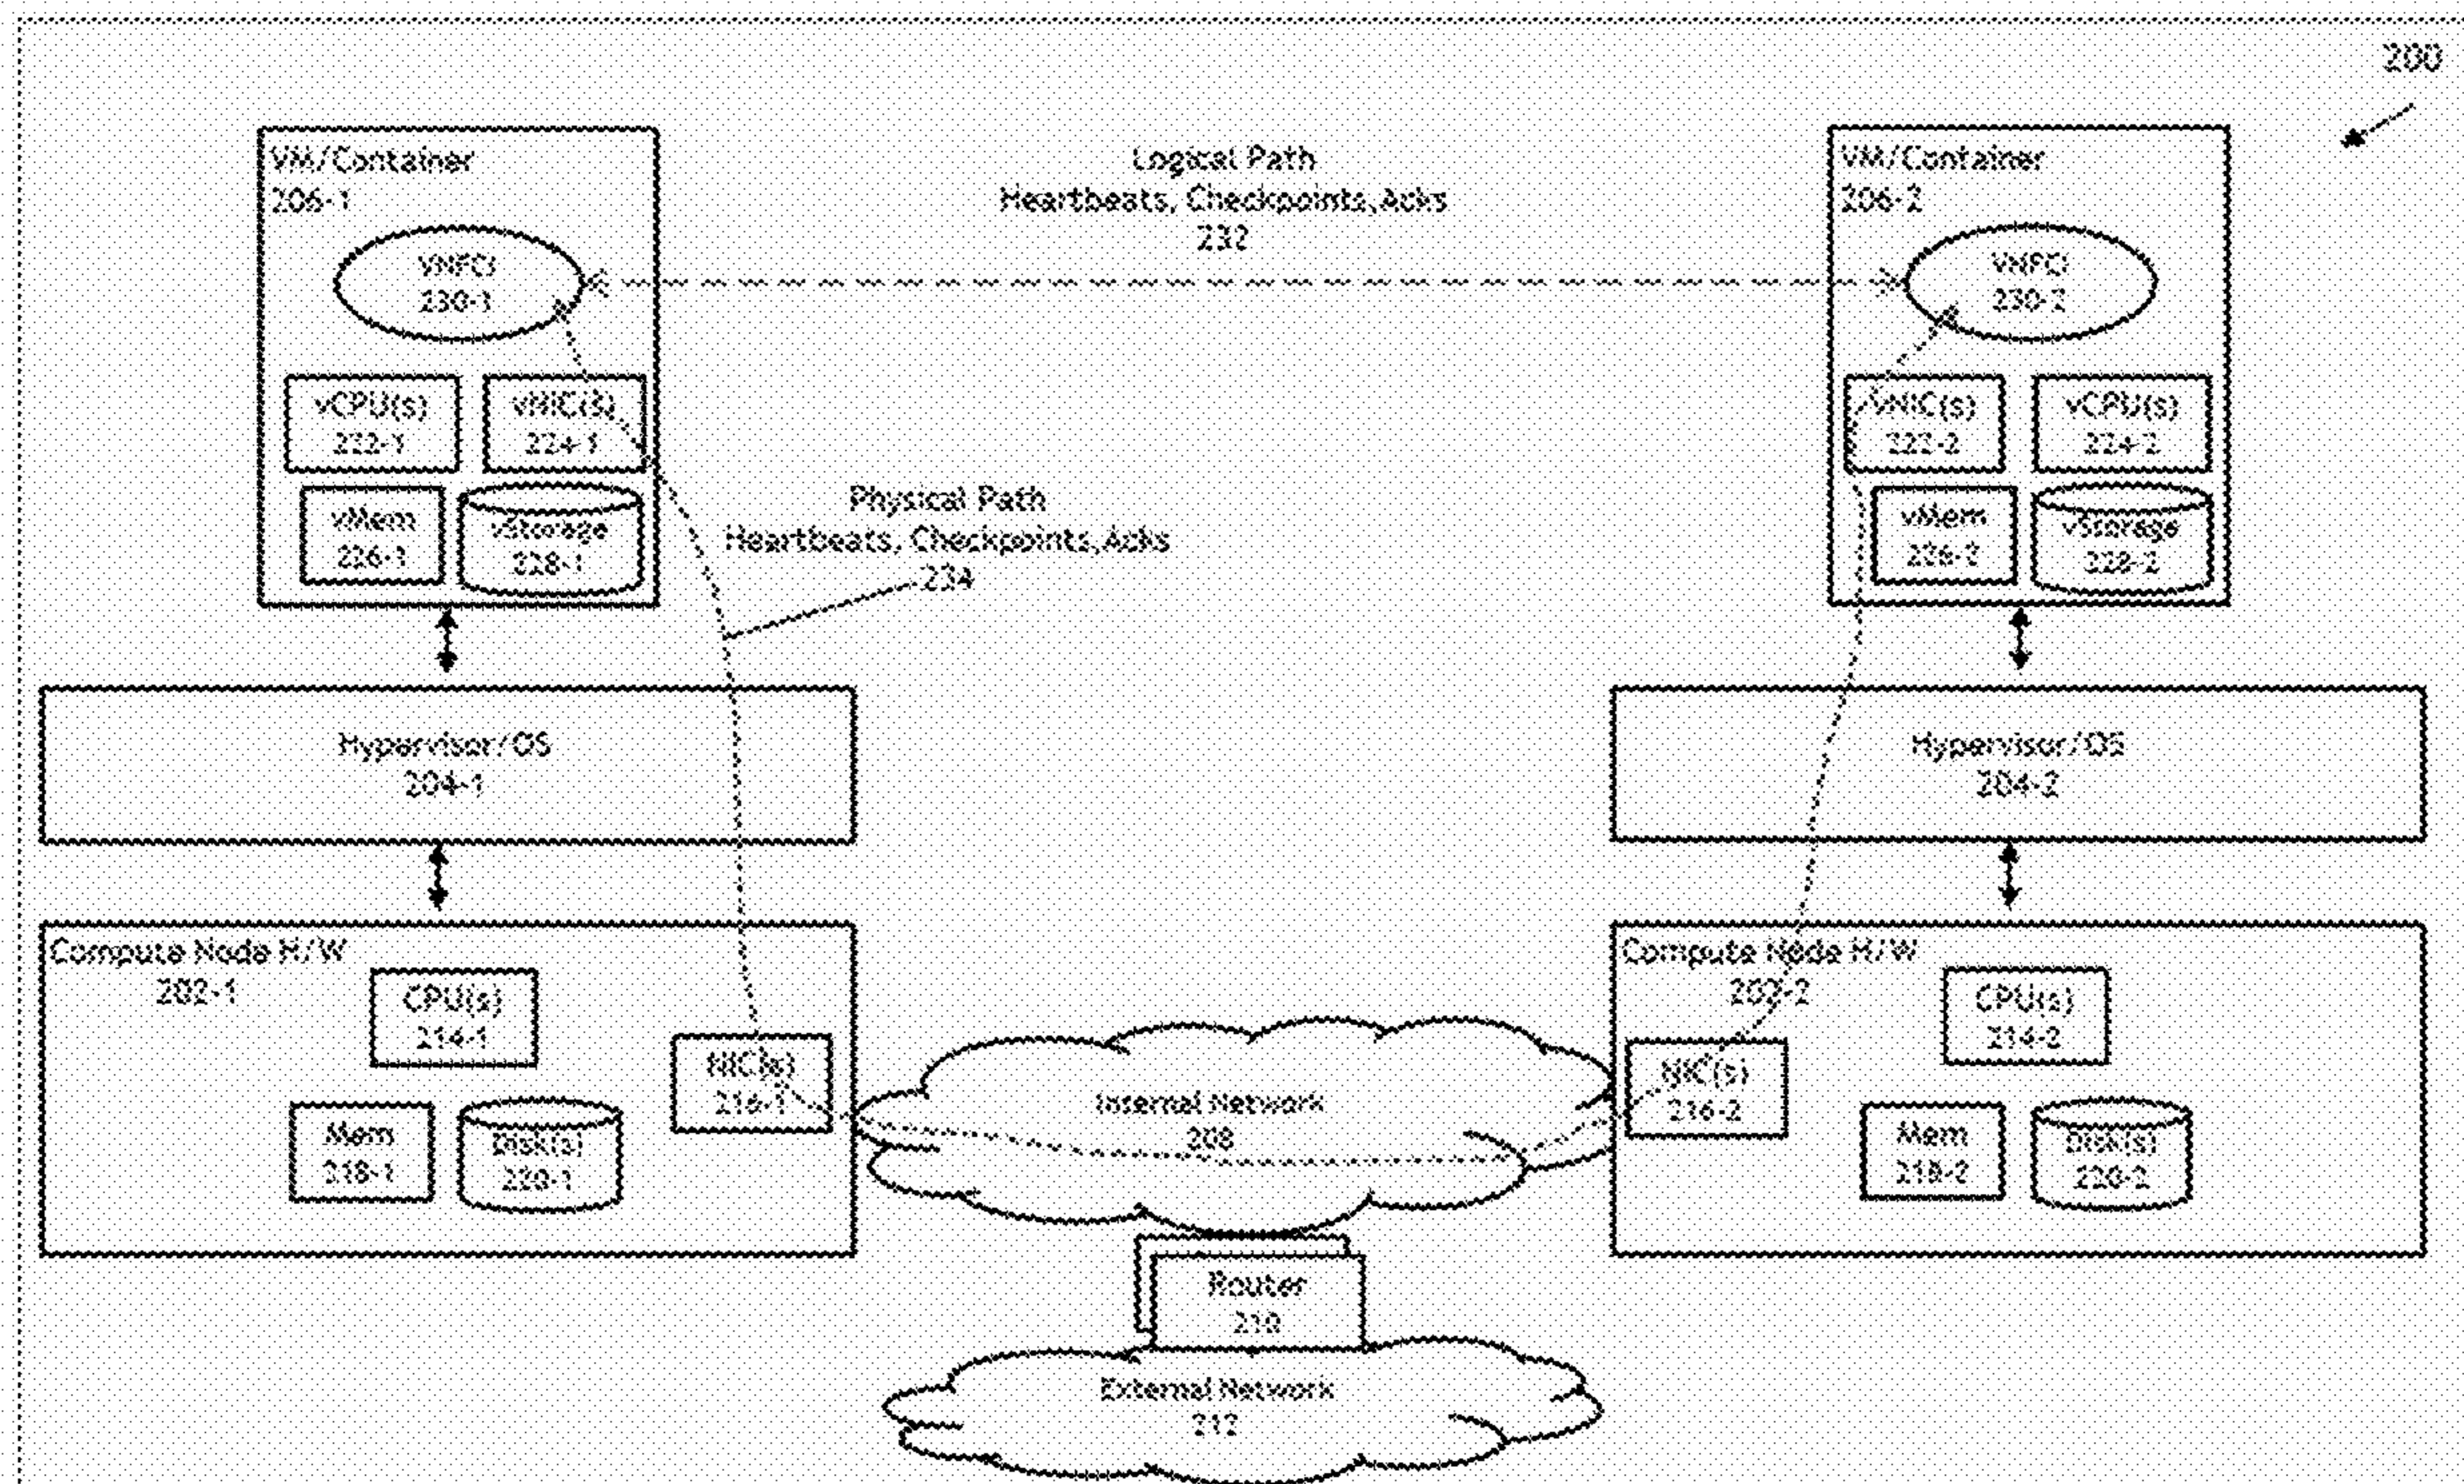 200
VM/Container
206-1
VNFCI
230-1
vCPU(s)
222-1
vNIC(s)
224-1
vMem
226-1
vStorage
228-1
Logical Path
Heartbeats, Checkpoints,Acks
232
Physical Path
Heartbeats, Checkpoints,Acks
234
VM/Container
206-2
VNFCI
230-2
vNIC(s)
222-2
vCPU(s)
224-2
vMem
226-2
vStorage
228-2
Hypervisor/OS
204-1
Hypervisor/OS
204-2
Compute Node H/W
202-1
CPU(s)
214-1
NIC(s)
216-1
Mem
218-1
Disk(s)
220-1
Internal Network
208
Compute Node H/W
202-2
CPU(s)
214-2
NIC(s)
216-2
Mem
218-2
Disk(s)
220-2
Router
210
External Network
212